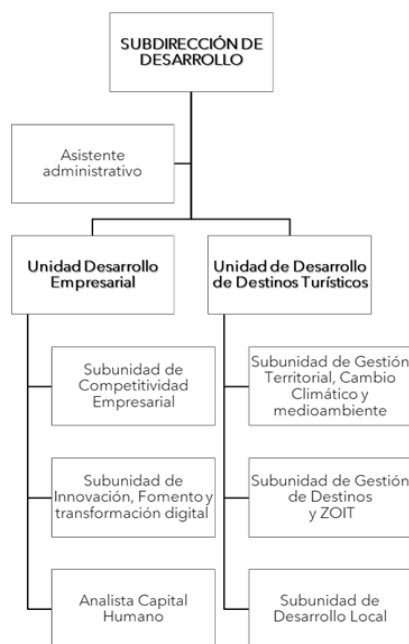 SUBDIRECCIÓN DE
DESARROLLO
Asistente
administrativo
Unidad Desarrollo
Empresarial
Unidad de Desarrollo
de Destinos Turísticos
Subunidad de
Competitividad
Empresarial
Subunidad de Gestión
Territorial, Cambio
Climático y
medioambiente
Subunidad de
Innovación, Fomento y
transformación digital
Subunidad de Gestión
de Destinos
y ZOIT
Analista Capital
Humano
Subunidad de
Desarrollo Local